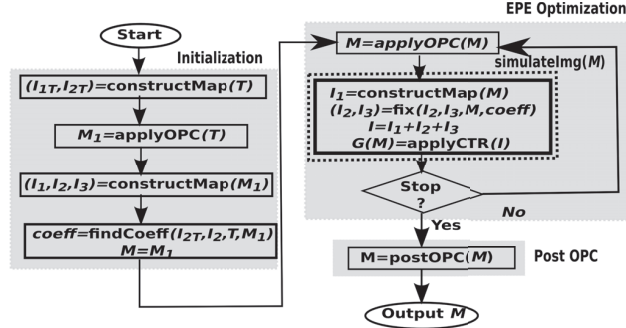 Start
Initialization
(I1T,I2T)=constructMap(T)
M1=applyOPC(T)
(I1,I2,I3)=constructMap(M1)
coeff=findCoeff(I2T,I2,T,M1)
M=M1
EPE Optimization
M=applyOPC(M)
simulateImg(M)
I1=constructMap(M)
(I2,I3)=fix(I2,I3,M,coeff)
I=I1+I2+I3
G(M)=applyCTR(I)
Stop
?
No
Yes
M=postOPC(M)
Post OPC
Output M